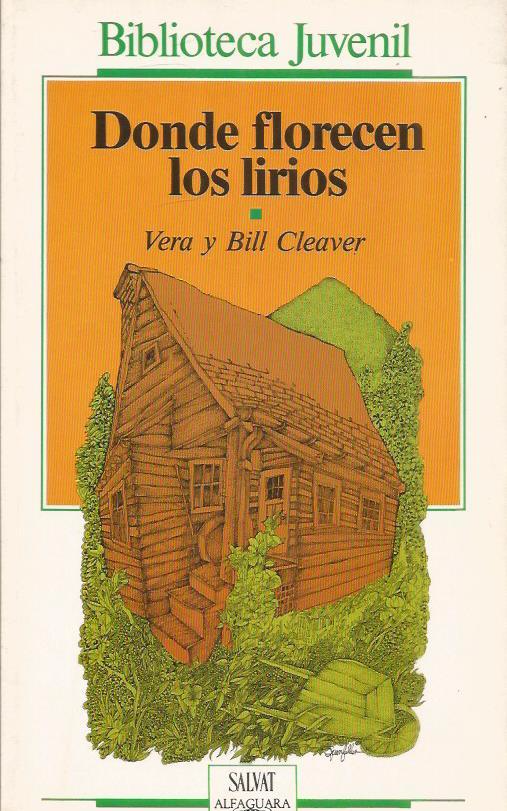 Biblioteca Juvenil
Donde florecen
los lirios
Vera y Bill Cleaver
SALVAT
ALFAGUARA